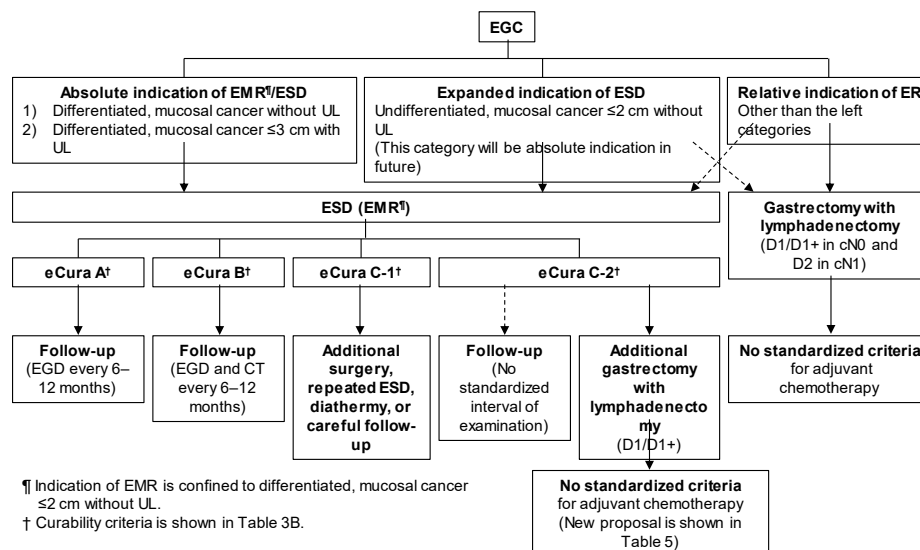 EGC
Absolute indication of EMR¶/ESD
1) Differentiated, mucosal cancer without UL
2) Differentiated, mucosal cancer ≤3 cm with
UL
Expanded indication of ESD
Undifferentiated, mucosal cancer ≤2 cm without
UL
(This category will be absolute indication in
future)
Relative indication of ER
Other than the left
categories
ESD (EMR¶)
Gastrectomy with
lymphadenectomy
(D1/D1+ in cN0 and
D2 in cN1)
eCura A†
eCura B†
eCura C-1†
eCura C-2†
Follow-up
(EGD every 6–
12 months)
Follow-up
(EGD and CT
every 6–12
months)
Additional
surgery,
repeated ESD,
diathermy, or
careful follow-
up
Follow-up
(No
standardized
interval of
examination)
Additional
gastrectomy
with
lymphadenecto
my
(D1/D1+)
No standardized criteria
for adjuvant
chemotherapy
No standardized criteria
for adjuvant chemotherapy
(New proposal is shown in
Table 5)
¶ Indication of EMR is confined to differentiated, mucosal cancer
≤2 cm without UL.
† Curability criteria is shown in Table 3B.